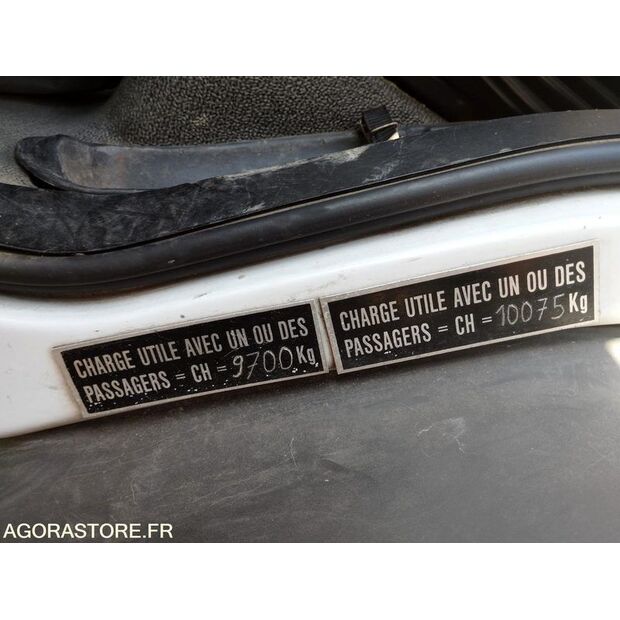 CHARGE UTILE AVEC UN OU DES
PASSAGERS = CH = 9700 Kg
CHARGE UTILE AVEC UN OU DES
PASSAGERS = CH = 10075 Kg
AGORASTORE.FR